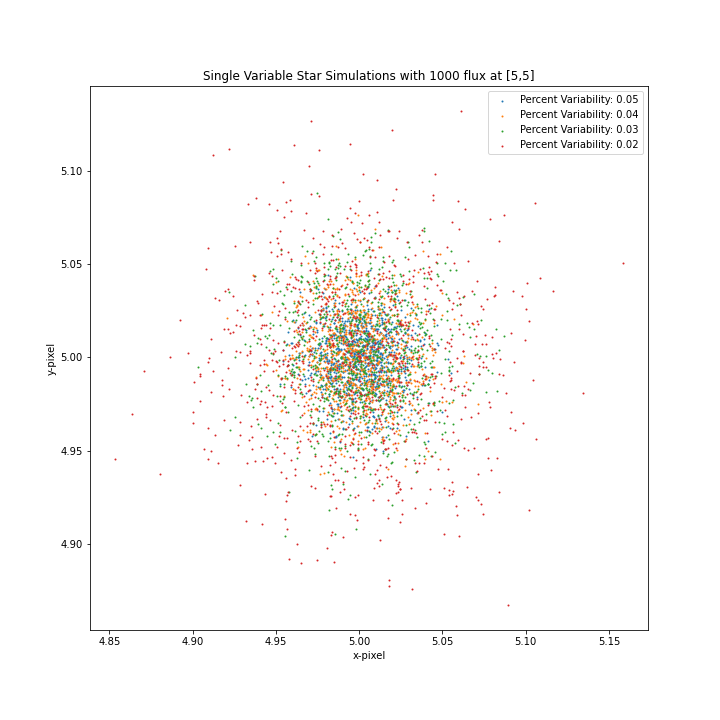 Single Variable Star Simulations with 1000 flux at [5,5]
Percent Variability: 0.05
Percent Variability: 0.04
Percent Variability: 0.03
Percent Variability: 0.02
5.10
5.05
5.00
4.95
4.90
y-pixel
4.85 4.90 4.95 5.00 5.05 5.10 5.15
x-pixel